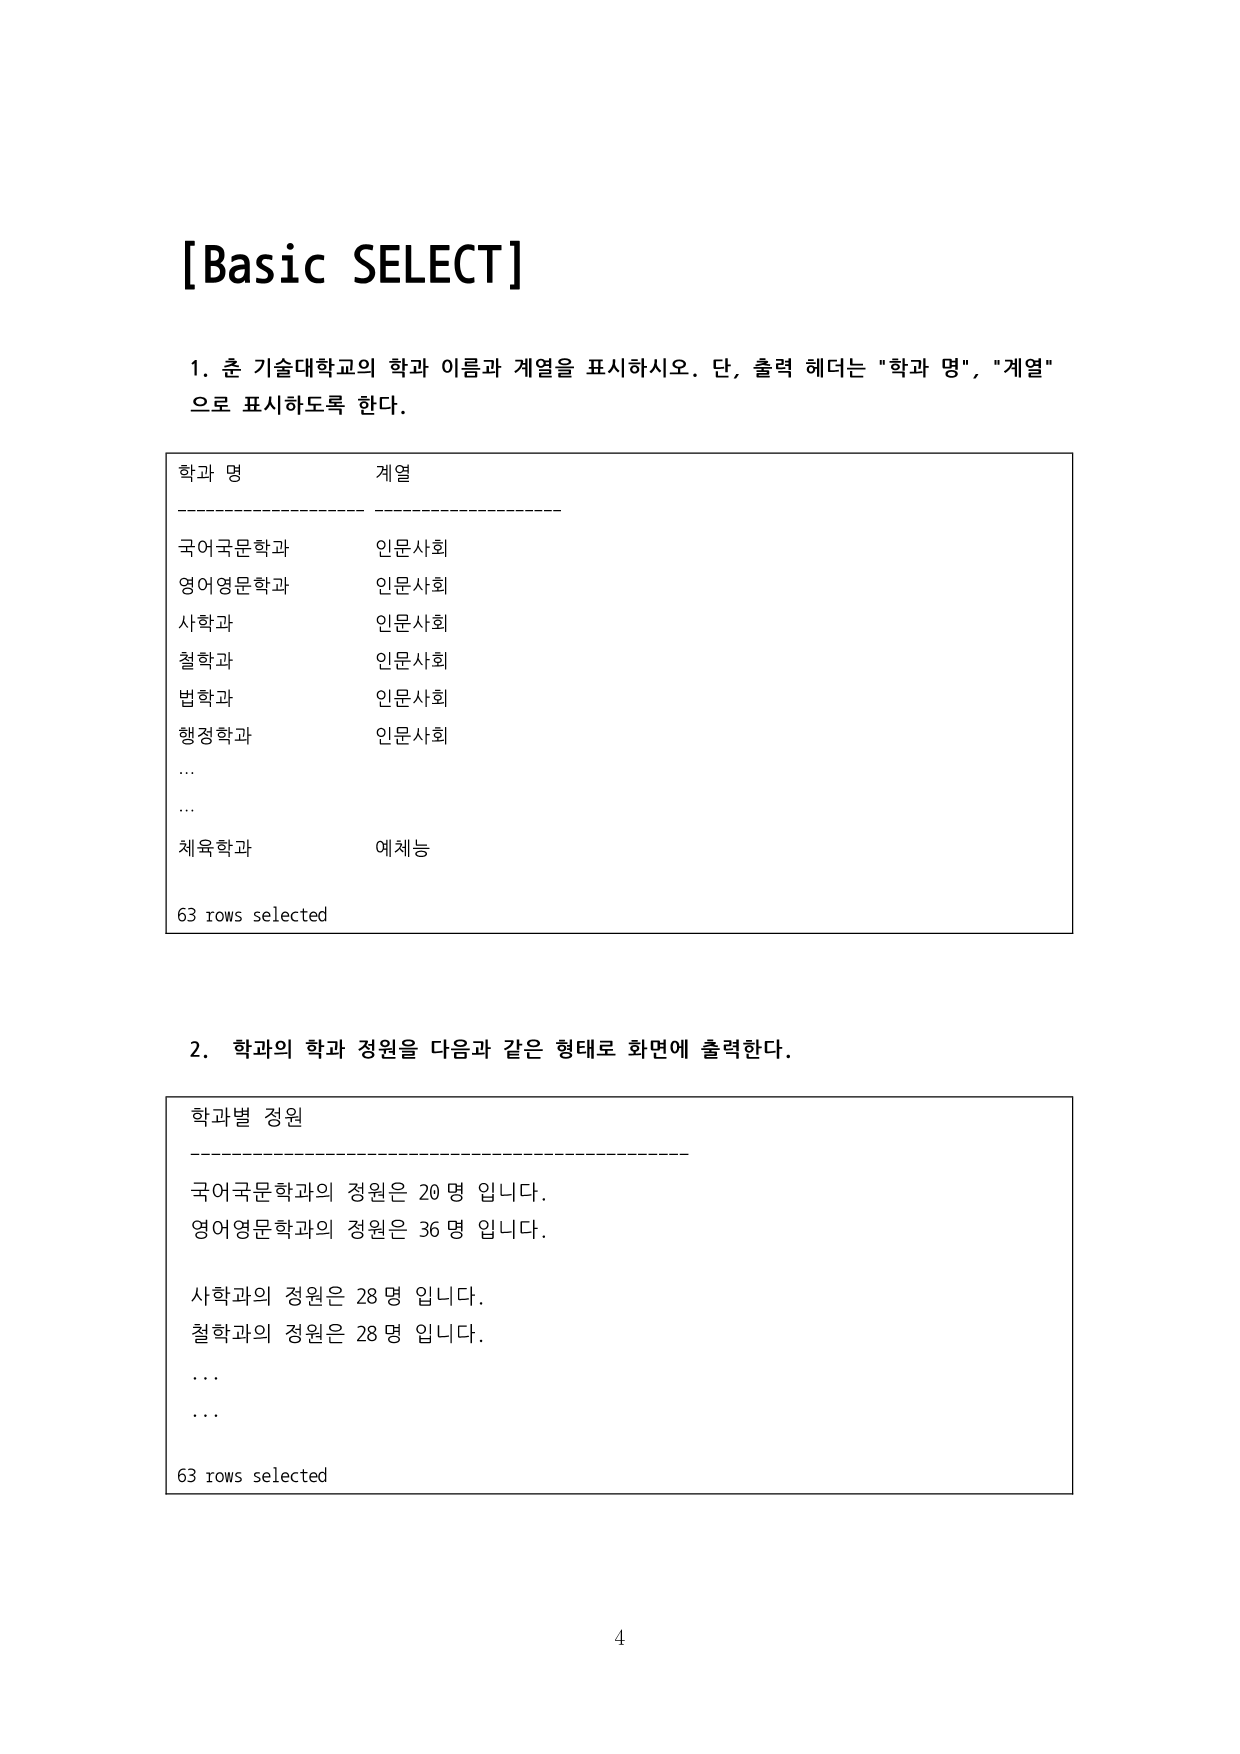 [Basic SELECT]
1. 춘 기술대학교의 학과 이름과 계열을 표시하시오. 단, 출력 헤더는 "학과 명", "계열"
으로 표시하도록 한다.
학과 명 계열
-------------------- --------------------
국어국문학과 인문사회
영어영문학과 인문사회
사학과 인문사회
철학과 인문사회
법학과 인문사회
행정학과 인문사회
…
…
체육학과 예체능
63 rows selected
2. 학과의 학과 정원을 다음과 같은 형태로 화면에 출력한다.
학과별 정원
------------------------------------------------
국어국문학과의 정원은 20 명 입니다.
영어영문학과의 정원은 36 명 입니다.
사학과의 정원은 28 명 입니다.
철학과의 정원은 28 명 입니다.
...
...
63 rows selected
4